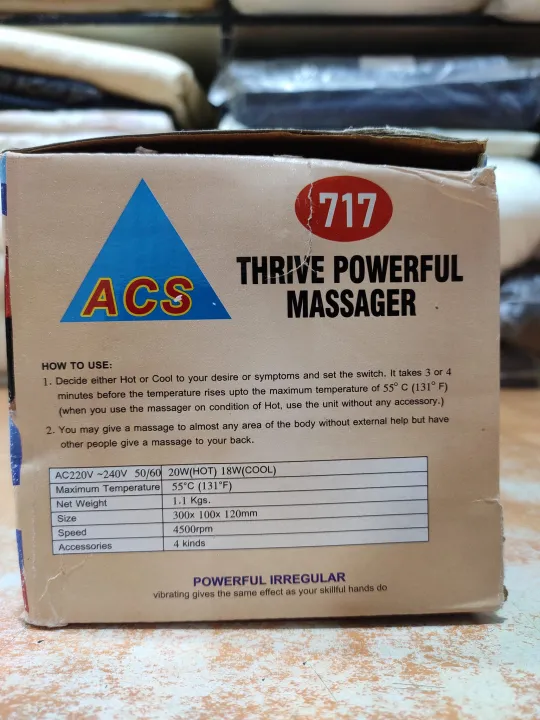 717
ACS
THRIVE POWERFUL
MASSAGER
HOW TO USE:
1. Decide either Hot or Cool to your desire or symptoms and set the switch. It takes 3 or 4
minutes before the temperature rises upto the maximum temperature of 55° C (131° F)
(when you use the massager on condition of Hot, use the unit without any accessory.)
2. You may give a massage to almost any area of the body without external help but have
other people give a massage to your back.
AC220V ~240V 50/60 20W(HOT) 18W(COOL)
Maximum Temperature 55°C (131°F)
Net Weight 1.1 Kgs.
Size 300x 100x 120mm
Speed 4500rpm
Accessories 4 kinds
POWERFUL IRREGULAR
vibrating gives the same effect as your skillful hands do